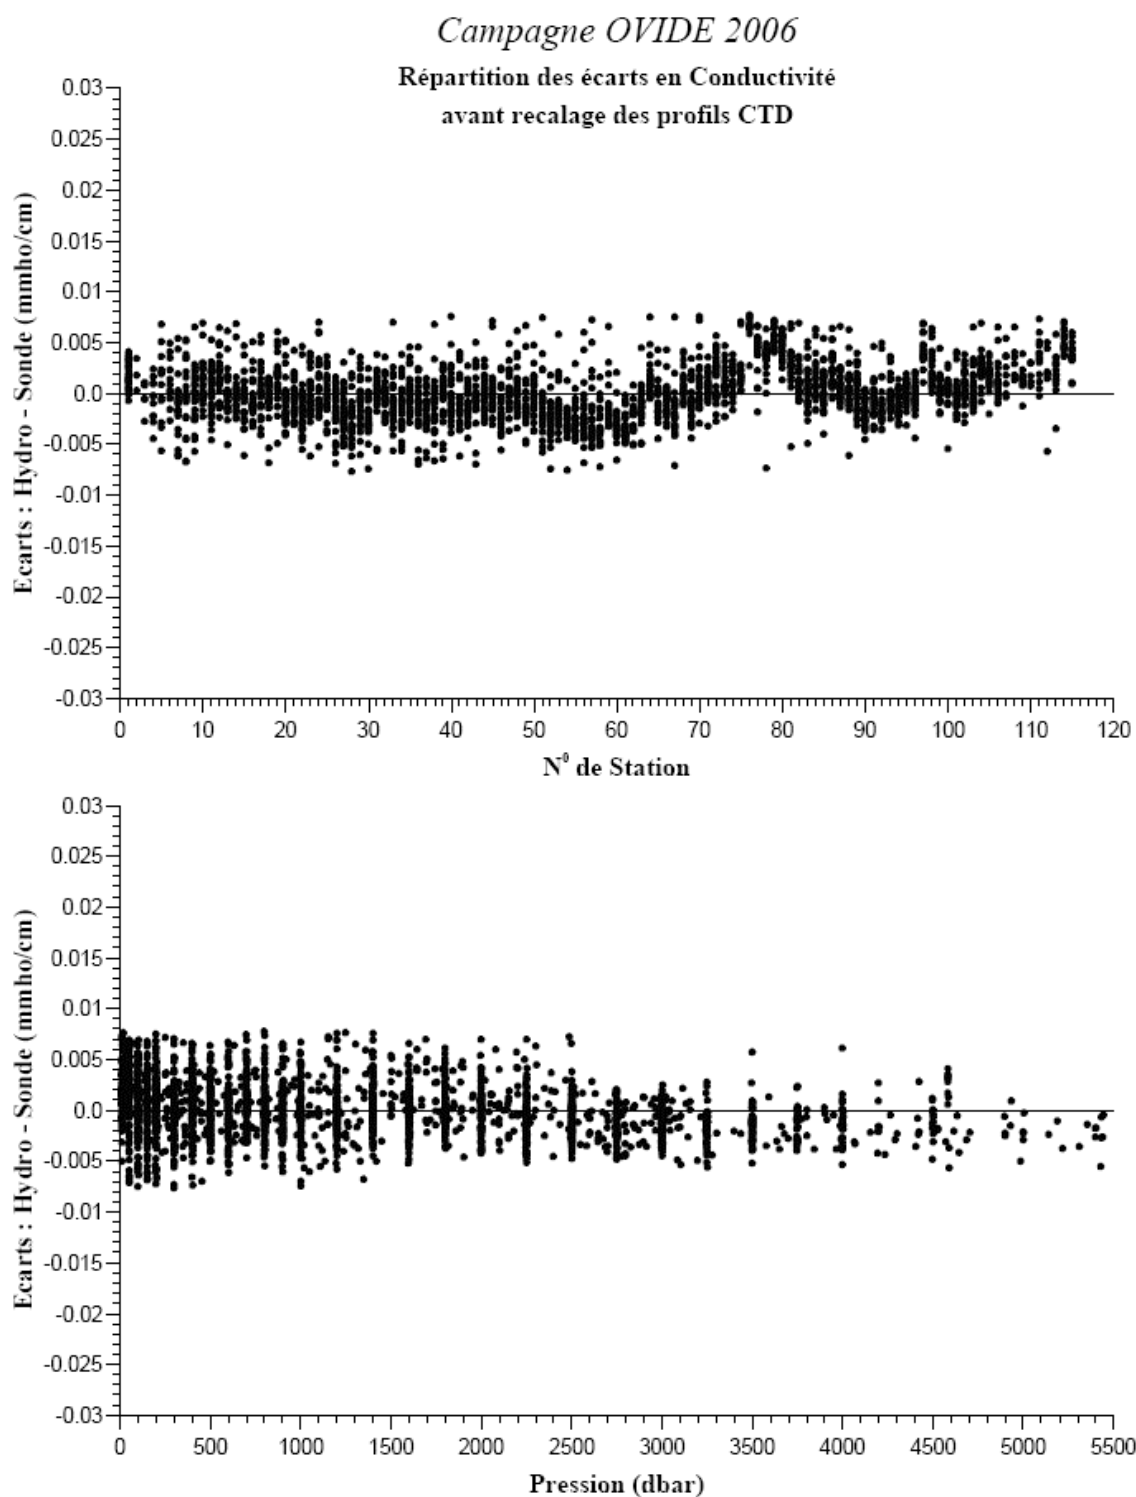 Campagne OVIDE 2006
Répartition des écarts en Conductivité
avant recalage des profils CTD
Ecarts : Hydro - Sonde (mmho/cm)
0.03
0.025
0.02
0.015
0.01
0.005
0.0
-0.005
-0.01
-0.015
-0.02
-0.025
-0.03
0 10 20 30 40 50 60 70 80 90 100 110 120
N⁰ de Station
Ecarts : Hydro - Sonde (mmho/cm)
0.03
0.025
0.02
0.015
0.01
0.005
0.0
-0.005
-0.01
-0.015
-0.02
-0.025
-0.03
0 500 1000 1500 2000 2500 3000 3500 4000 4500 5000 5500
Pression (dbar)